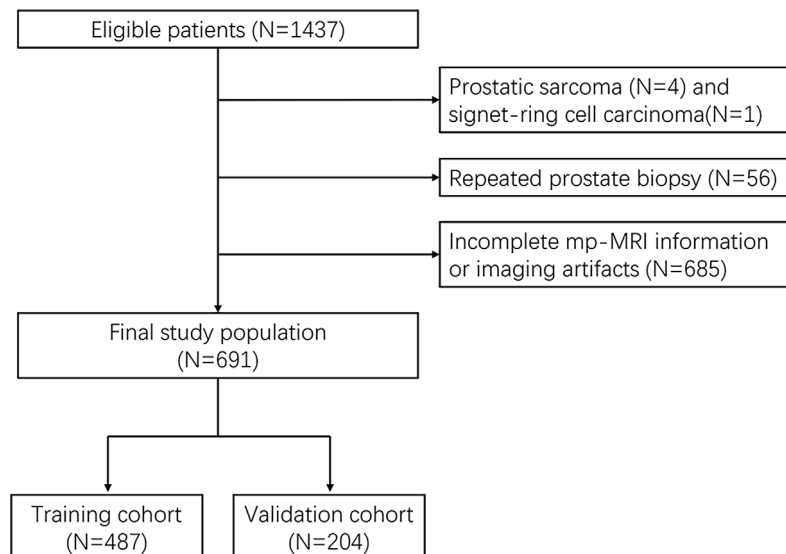 Eligible patients (N=1437)
Prostatic sarcoma (N=4) and
signet-ring cell carcinoma(N=1)
Repeated prostate biopsy (N=56)
Incomplete mp-MRI information
or imaging artifacts (N=685)
Final study population
(N=691)
Training cohort
(N=487)
Validation cohort
(N=204)